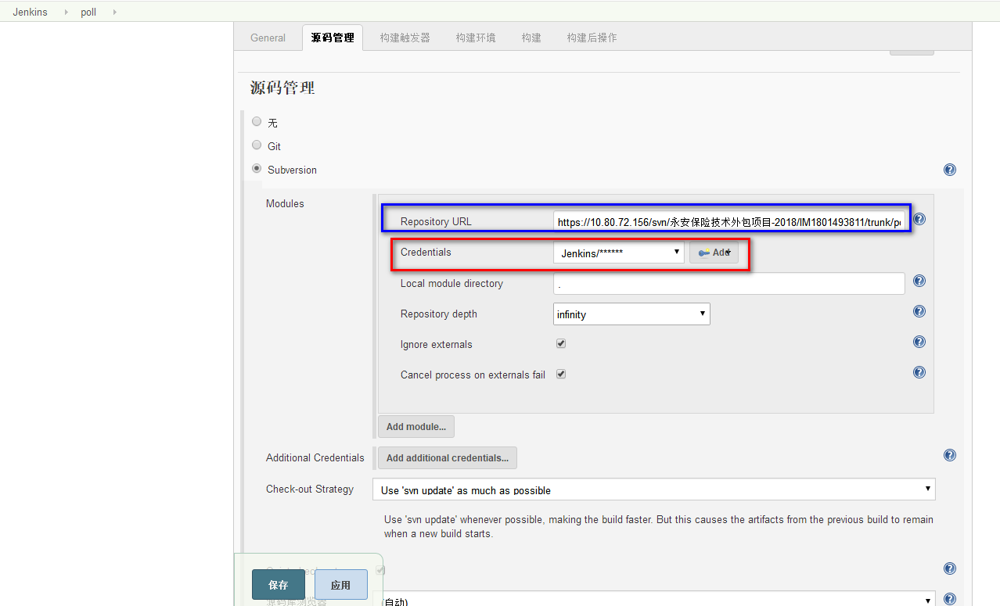 Jenkins poll
General 源码管理 构建触发器 构建环境 构建 构建后操作
源码管理
无
Git
Subversion
Modules
Repository URL https://10.80.72.156/svn/永安保险技术外包项目-2018/IM1801493811/trunk/p
Credentials Jenkins/****** Add
Local module directory .
Repository depth infinity
Ignore externals
Cancel process on externals fail
Add module...
Additional Credentials Add additional credentials...
Check-out Strategy Use 'svn update' as much as possible
Use 'svn update' whenever possible, making the build faster. But this causes the artifacts from the previous build to remain
when a new build starts.
保存 应用
源码库浏览器 (自动)